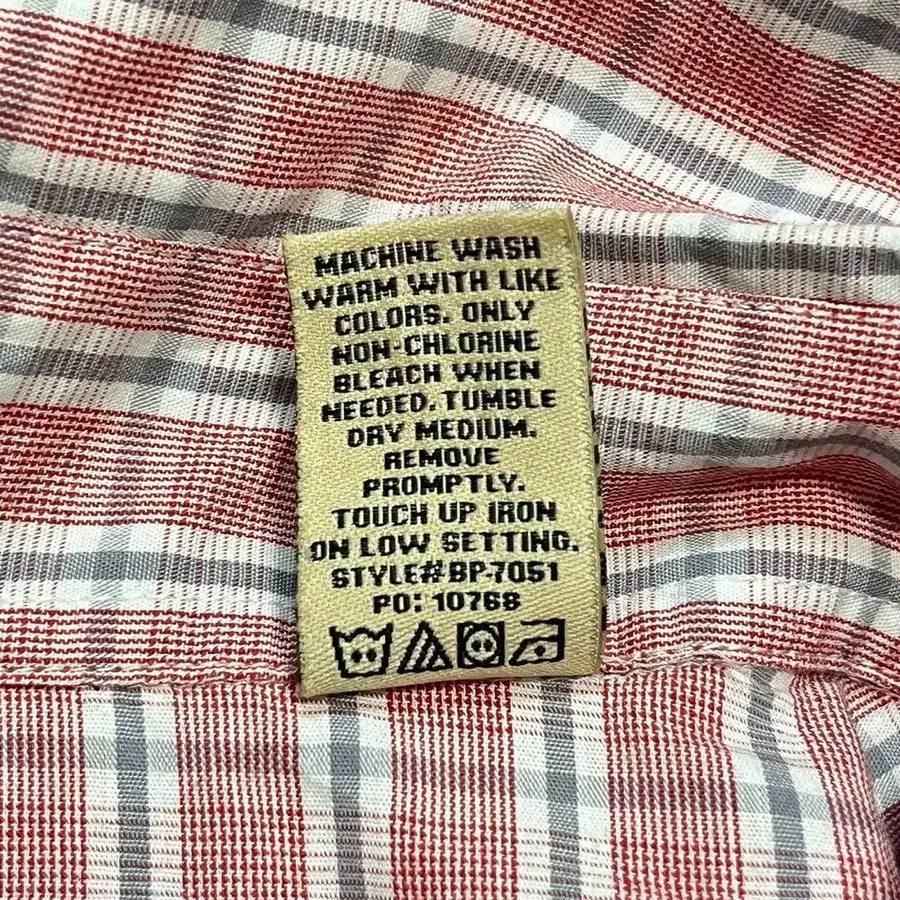 MACHINE WASH
WARM WITH LIKE
COLORS. ONLY
NON-CHLORINE
BLEACH WHEN
NEEDED. TUMBLE
DRY MEDIUM.
REMOVE
PROMPTLY.
TOUCH UP IRON
ON LOW SETTING.
STYLE#BP-7051
PO: 10768